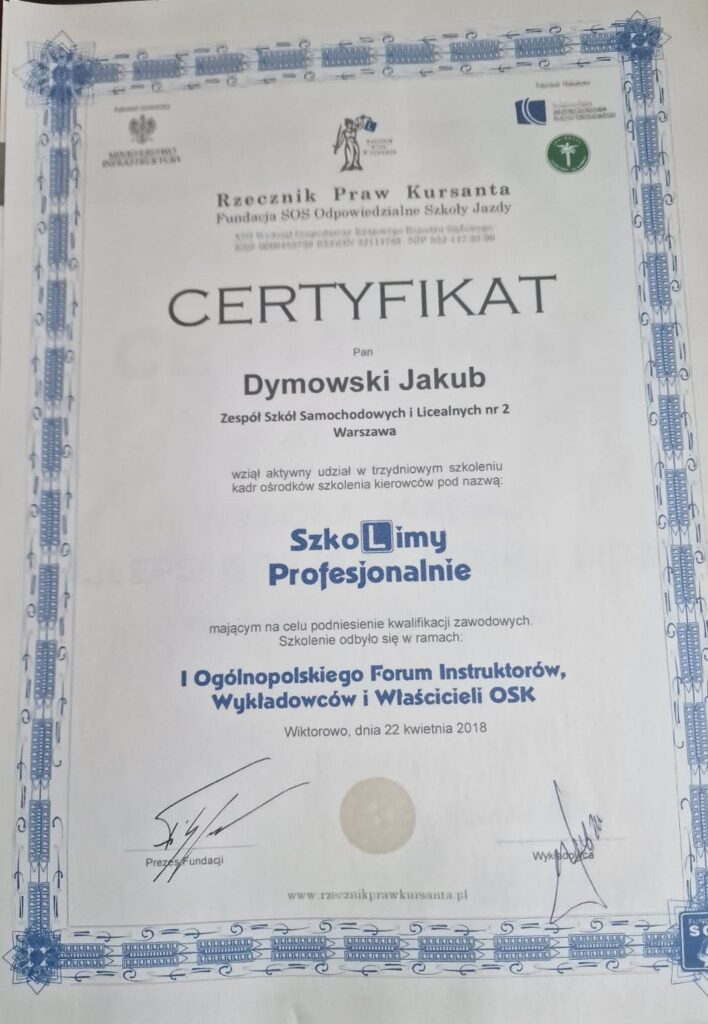 MINISTERSTWO
INFRASTRUKTURY
Rzecznik Praw Kursanta
Fundacja SOS Odpowiedzialne Szkoły Jazdy
CERTYFIKAT
Pan
Dymowski Jakub
Zespół Szkół Samochodowych i Licealnych nr 2
Warszawa
wziął aktywny udział w trzydniowym szkoleniu
kadr ośrodków szkolenia kierowców pod nazwą:
SzkoLimy
Profesjonalnie
mającym na celu podniesienie kwalifikacji zawodowych.
Szkolenie odbyło się w ramach:
I Ogólnopolskiego Forum Instruktorów,
Wykładowców i Właścicieli OSK
Wiktorowo, dnia 22 kwietnia 2018
Prezes Fundacji
Wykładowca
www.rzecznikprawkursanta.pl